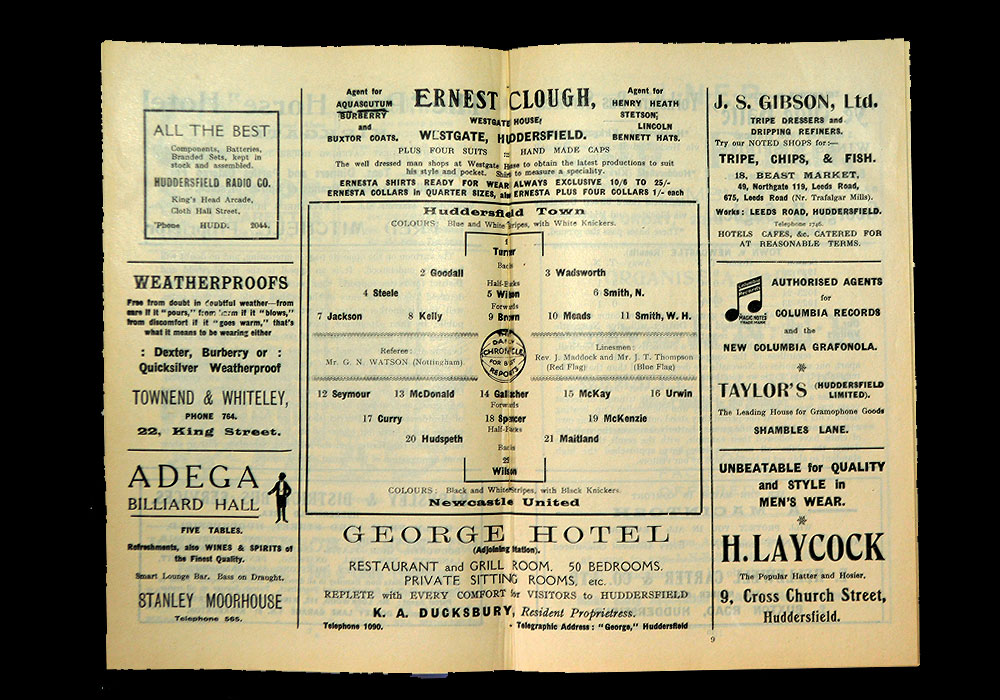 ALL THE BEST
Components, Batteries,
Branded Sets, kept in
stock and assembled.
HUDDERSFIELD RADIO CO.
King's Head Arcade,
Cloth Hall Street,
'Phone HUDD. 2044.
WEATHERPROOFS
Free from doubt in doubtful weather—from
care if it "pours," from harm if it "blows,"
from discomfort if it "goes warm," that's
what it means to be wearing either
: Dexter, Burberry or :
Quicksilver Weatherproof
TOWNEND & WHITELEY,
PHONE 764.
22, King Street.
ADEGA
BILLIARD HALL
FIVE TABLES.
Refreshments, also WINES & SPIRITS of
the Finest Quality.
Smart Lounge Bar. Bass on Draught.
STANLEY MOORHOUSE
Telephone 565.
Agent for
AQUASCUTUM
BURBERRY
and
BUXTOR COATS.
ERNEST CLOUGH,
WESTGATE HOUSE,
WESTGATE, HUDDERSFIELD.
Agent for
HENRY HEATH
STETSON,
LINCOLN
BENNETT HATS.
PLUS FOUR SUITS :: HAND MADE CAPS
The well dressed man shops at Westgate House to obtain the latest productions to suit
his style and pocket. Shirts to measure a speciality.
ERNESTA SHIRTS READY FOR WEAR ALWAYS EXCLUSIVE 10/6 TO 25/-
ERNESTA COLLARS in QUARTER SIZES, also ERNESTA PLUS FOUR COLLARS 1/- each
Huddersfield Town
COLOURS: Blue and White Stripes, with White Knickers.
1
Turner
Backs
2 Goodall 3 Wadsworth
Half-Backs
4 Steele 5 Wilson 6 Smith, N.
Forwards
7 Jackson 8 Kelly 9 Brown 10 Meads 11 Smith, W. H.
Referee:
Mr. G. N. WATSON (Nottingham).
DAILY
CHRONICLE
FOR BEST
REPORTS
Linesmen:
Rev. J. Maddock and Mr. J. T. Thompson
(Red Flag) (Blue Flag)
12 Seymour 13 McDonald 14 Gallacher 15 McKay 16 Urwin
Forwards
17 Curry 18 Spencer 19 McKenzie
Half-Backs
20 Hudspeth 21 Maitland
Backs
22
Wilson
COLOURS: Black and White Stripes, with Black Knickers.
Newcastle United
GEORGE HOTEL
(Adjoining Station).
RESTAURANT and GRILL ROOM. 50 BEDROOMS.
PRIVATE SITTING ROOMS, etc.
REPLETE with EVERY COMFORT for VISITORS to HUDDERSFIELD
K. A. DUCKSBURY, Resident Proprietress.
Telephone 1090. Telegraphic Address: "George," Huddersfield
J. S. GIBSON, Ltd.
TRIPE DRESSERS and
DRIPPING REFINERS.
Try our NOTED SHOPS for:—
TRIPE, CHIPS, & FISH.
18, BEAST MARKET,
49, Northgate 119, Leeds Road,
675, Leeds Road (Nr. Trafalgar Mills).
Works: LEEDS ROAD, HUDDERSFIELD.
Telephone 1746.
HOTELS CAFES, &c. CATERED FOR
AT REASONABLE TERMS.
MAGIC NOTES
TRADE MARK
AUTHORISED AGENTS
for
COLUMBIA RECORDS
and the
NEW COLUMBIA GRAFONOLA.
TAYLOR'S (HUDDERSFIELD
LIMITED).
The Leading House for Gramophone Goods
SHAMBLES LANE.
UNBEATABLE for QUALITY
and STYLE in
MEN'S WEAR.
H. LAYCOCK
The Popular Hatter and Hosier,
9, Cross Church Street,
Huddersfield.
9